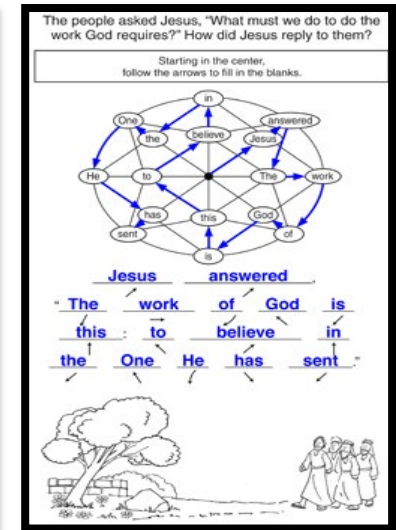 The people asked Jesus, “What must we do to do the
work God requires?” How did Jesus reply to them?
Starting in the center,
follow the arrows to fill in the blanks.
in
One
answered
the
believe
Jesus
He
to
The
work
has
this
God
sent
of
is
Jesus answered,
“The work of God is
this: to believe in
the One He has sent.”